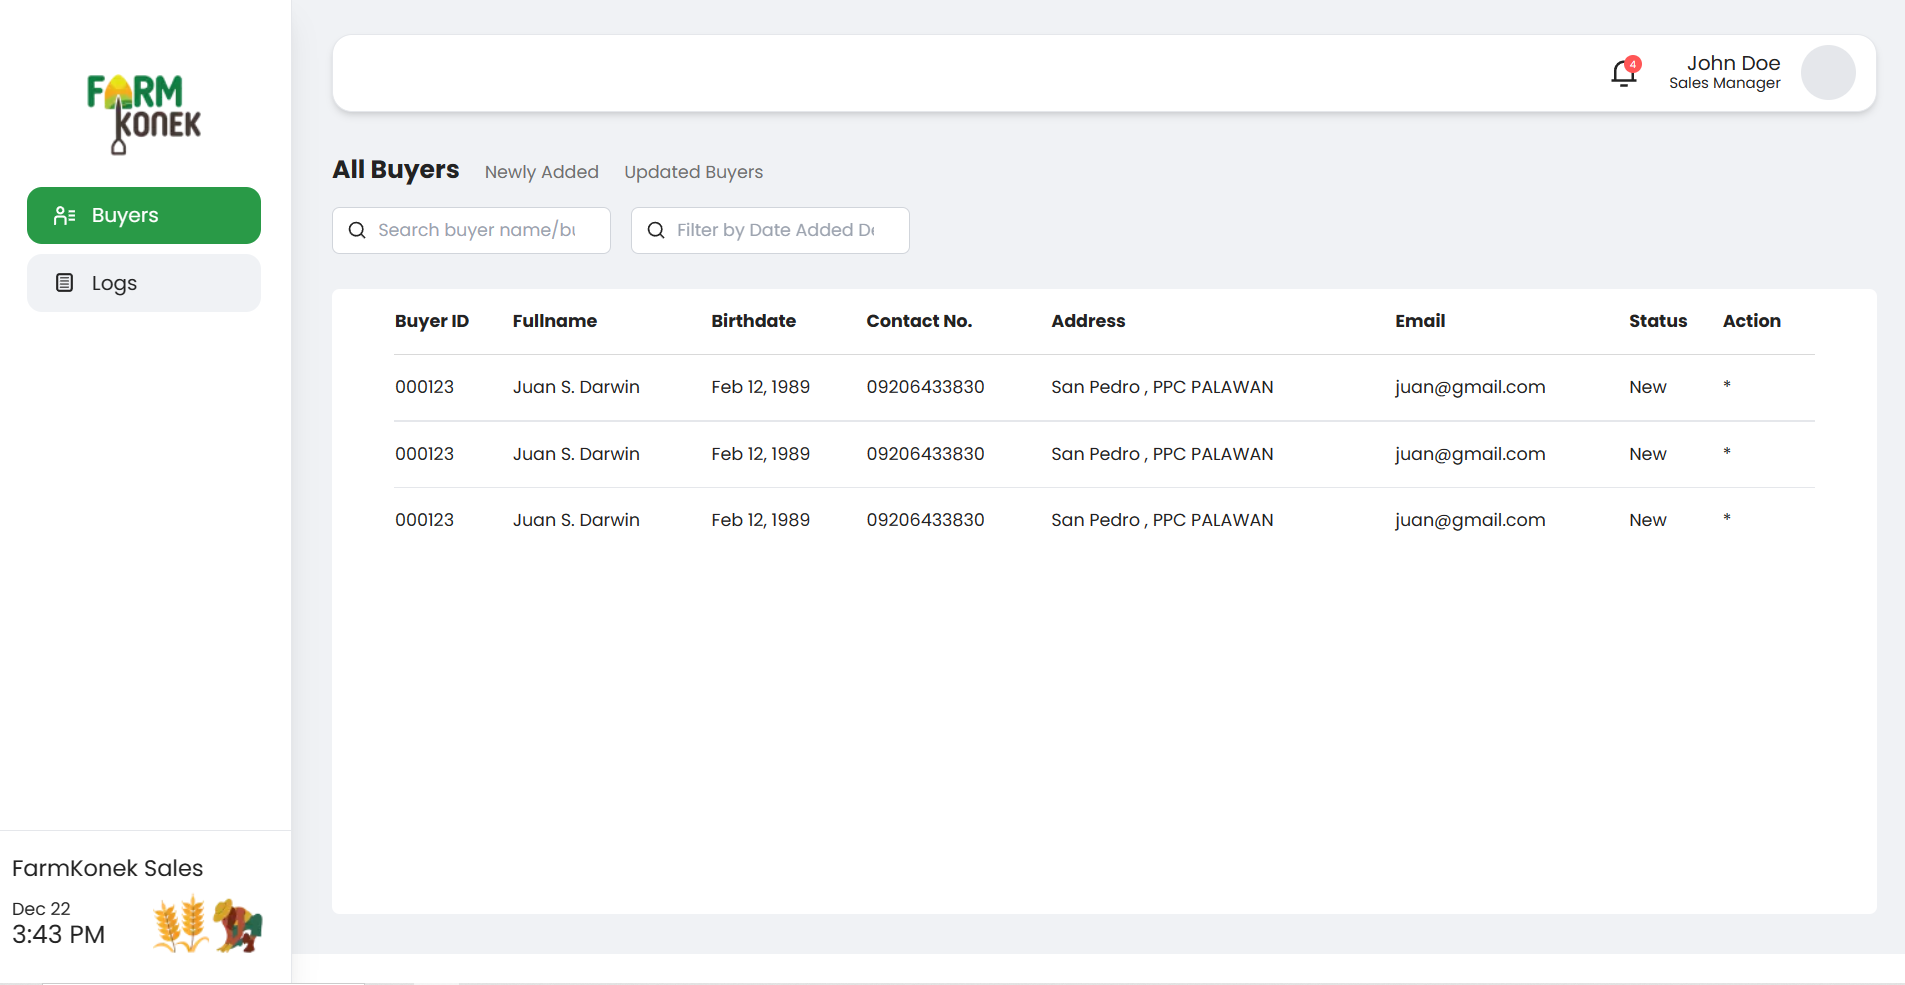 FARM
KONEK
Buyers
Logs
FarmKonek Sales
Dec 22
3:43 PM
4
John Doe
Sales Manager
All Buyers Newly Added Updated Buyers
Search buyer name/bu Filter by Date Added De
Buyer ID Fullname Birthdate Contact No. Address Email Status Action
000123 Juan S. Darwin Feb 12, 1989 09206433830 San Pedro , PPC PALAWAN juan@gmail.com New *
000123 Juan S. Darwin Feb 12, 1989 09206433830 San Pedro , PPC PALAWAN juan@gmail.com New *
000123 Juan S. Darwin Feb 12, 1989 09206433830 San Pedro , PPC PALAWAN juan@gmail.com New *